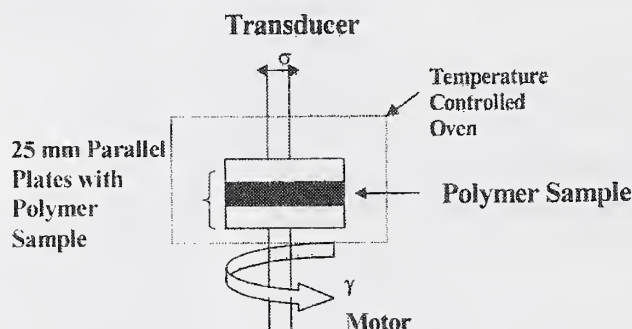 Transducer
σ
Temperature
Controlled
Oven
25 mm Parallel
Plates with
Polymer
Sample
Polymer Sample
γ
Motor